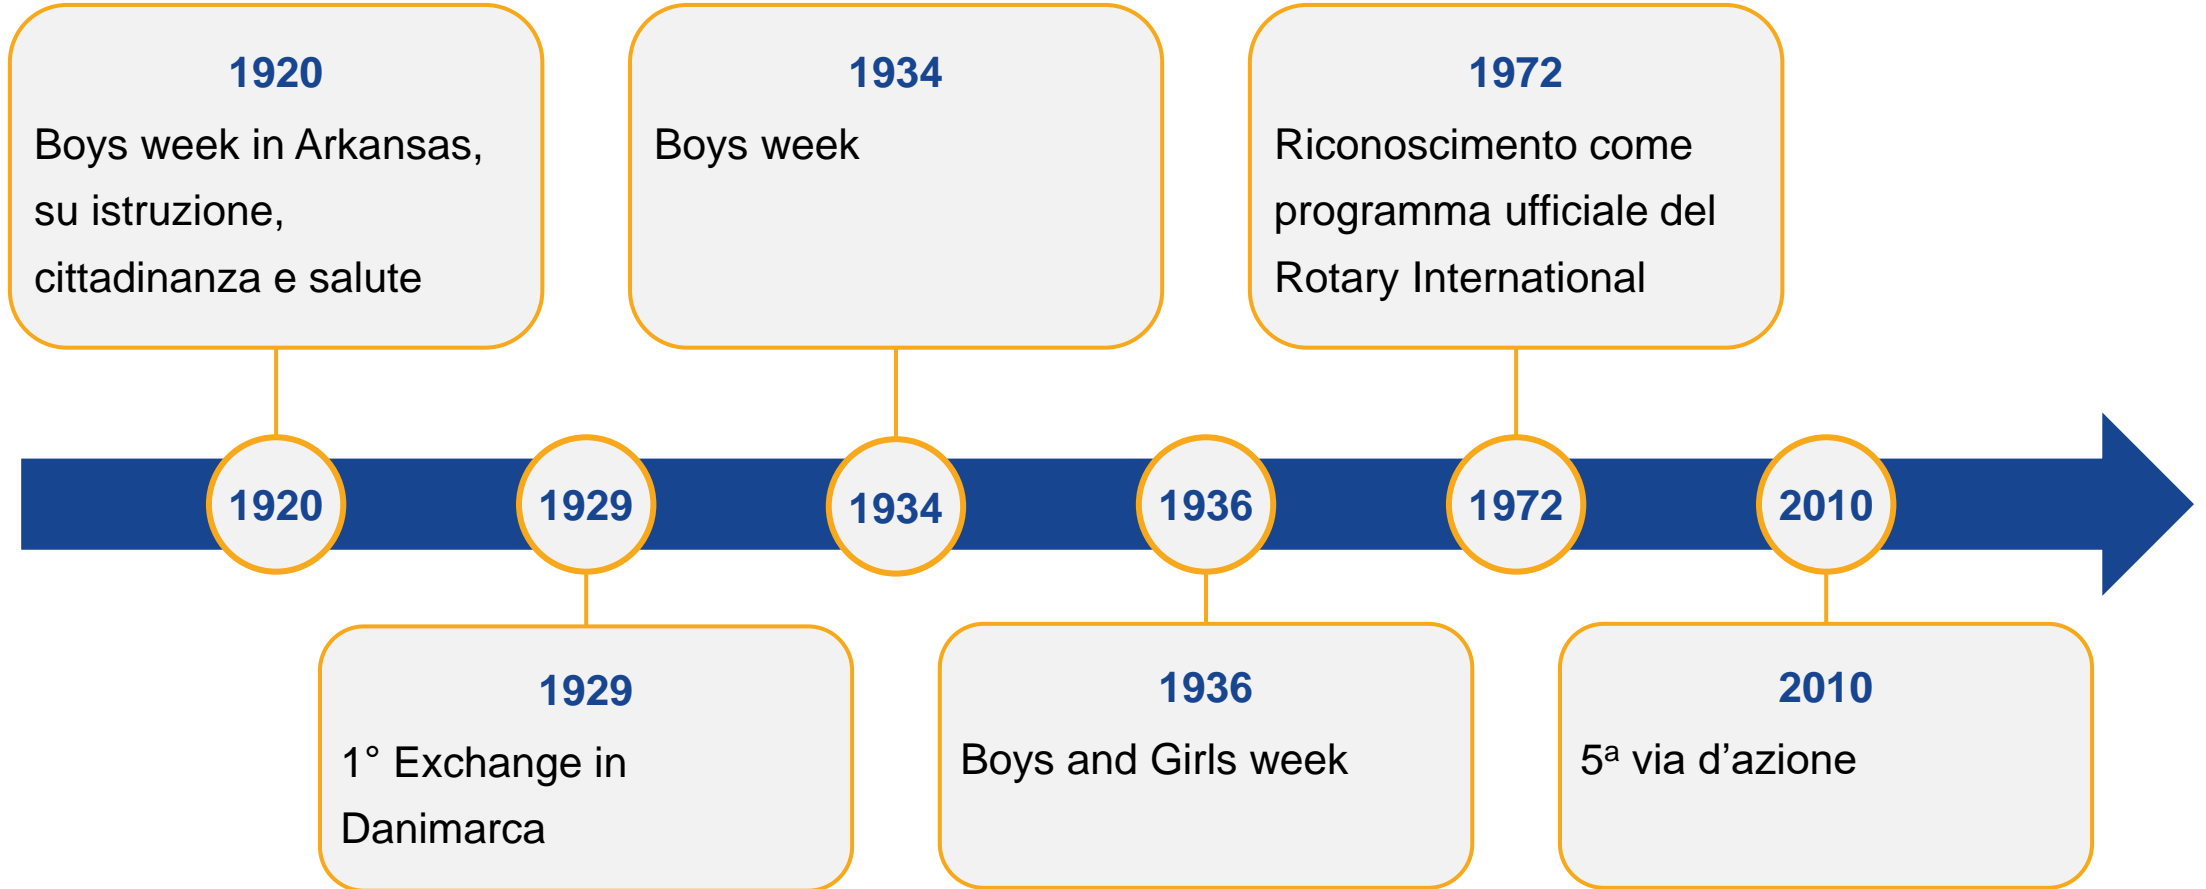 1920
Boys week in Arkansas,
su istruzione,
cittadinanza e salute
1934
Boys week
1972
Riconoscimento come
programma ufficiale del
Rotary International
1920
1929
1934
1936
1972
2010
1929
1° Exchange in
Danimarca
1936
Boys and Girls week
2010
5ª via d’azione